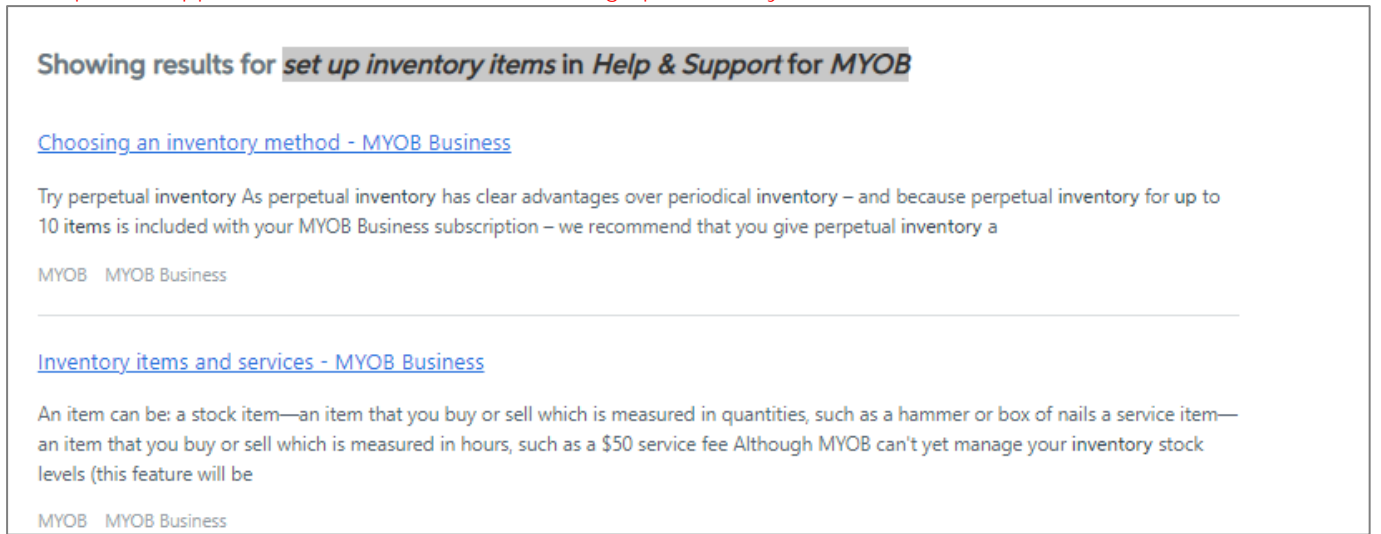 Showing results for set up inventory items in Help & Support for MYOB
Choosing an inventory method - MYOB Business
Try perpetual inventory As perpetual inventory has clear advantages over periodical inventory – and because perpetual inventory for up to
10 items is included with your MYOB Business subscription – we recommend that you give perpetual inventory a
MYOB MYOB Business
Inventory items and services - MYOB Business
An item can be: a stock item—an item that you buy or sell which is measured in quantities, such as a hammer or box of nails a service item—
an item that you buy or sell which is measured in hours, such as a $50 service fee Although MYOB can't yet manage your inventory stock
levels (this feature will be
MYOB MYOB Business